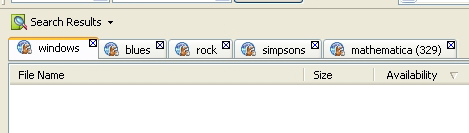 Search Results
windows blues rock simpsons mathematica (329)
File Name Size Availability